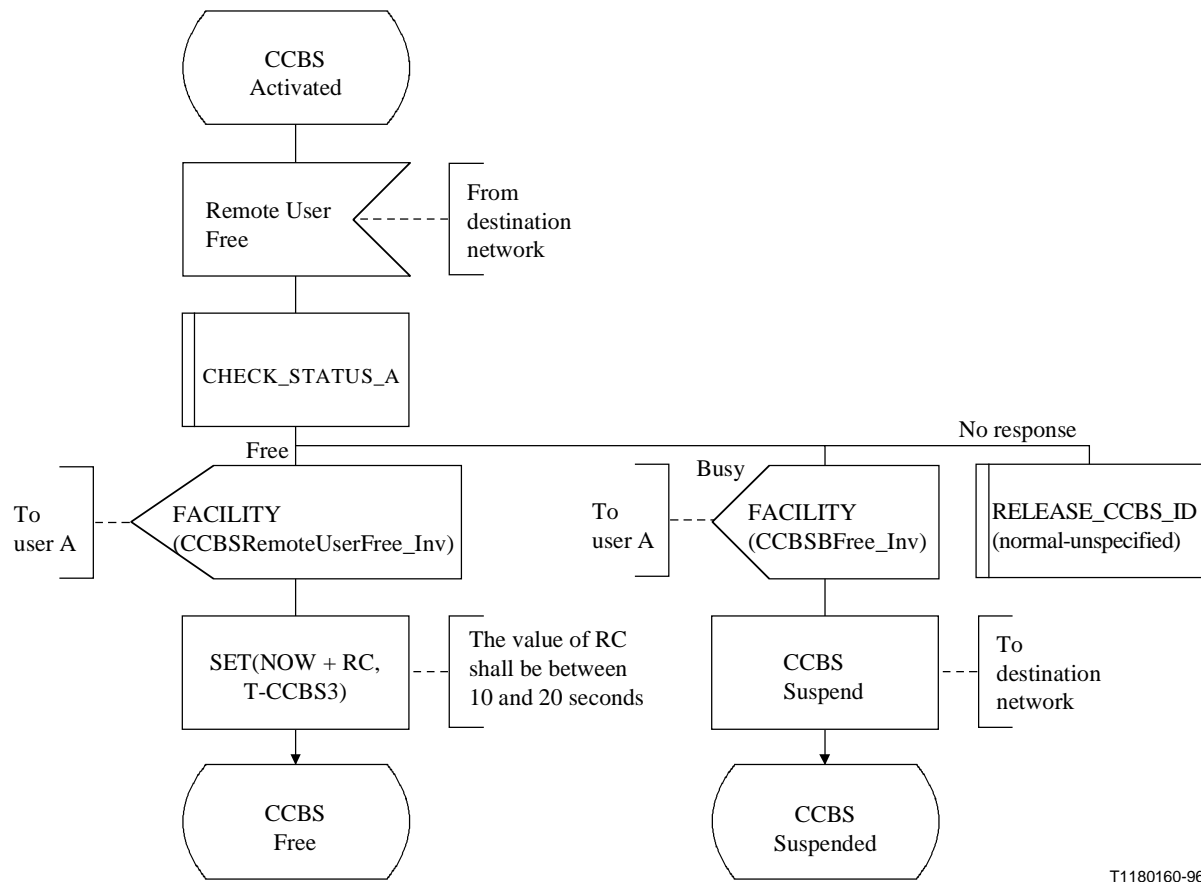 CCBS
Activated
Remote User
Free
From
destination
network
CHECK_STATUS_A
Free
Busy
No response
To
user A
FACILITY
(CCBSRemoteUserFree_Inv)
To
user A
FACILITY
(CCBSBFree_Inv)
RELEASE_CCBS_ID
(normal-unspecified)
SET(NOW + RC,
T-CCBS3)
The value of RC
shall be between
10 and 20 seconds
CCBS
Suspend
To
destination
network
CCBS
Free
CCBS
Suspended
T1180160-96